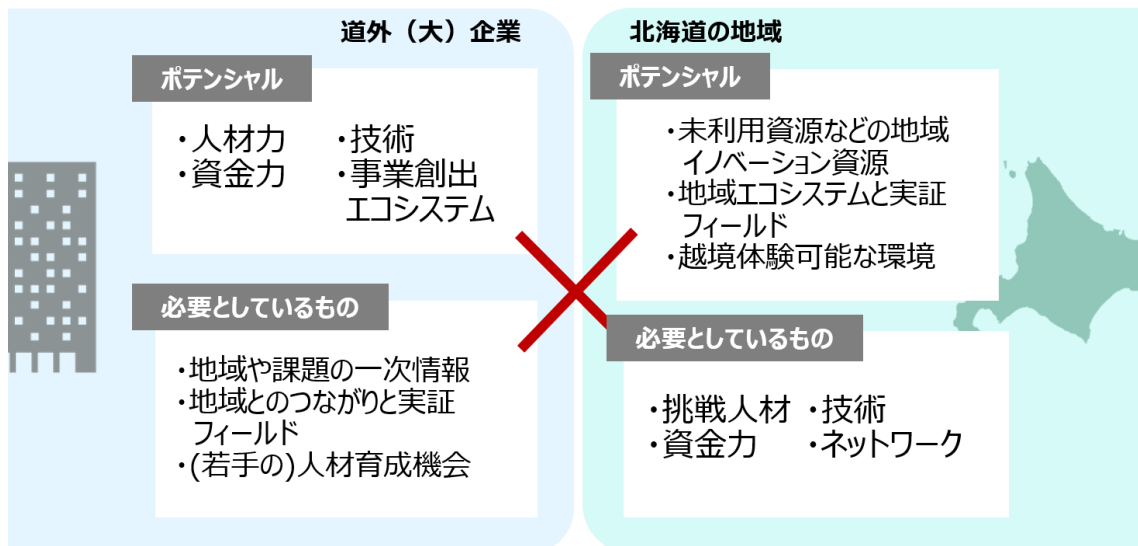 道外（大）企業
ポテンシャル
・人材力
・資金力
・技術
・事業創出
エコシステム
必要としているもの
・地域や課題の一次情報
・地域とのつながりと実証
フィールド
・(若手の)人材育成機会
北海道の地域
ポテンシャル
・未利用資源などの地域
イノベーション資源
・地域エコシステムと実証
フィールド
・越境体験可能な環境
必要としているもの
・挑戦人材
・資金力
・技術
・ネットワーク